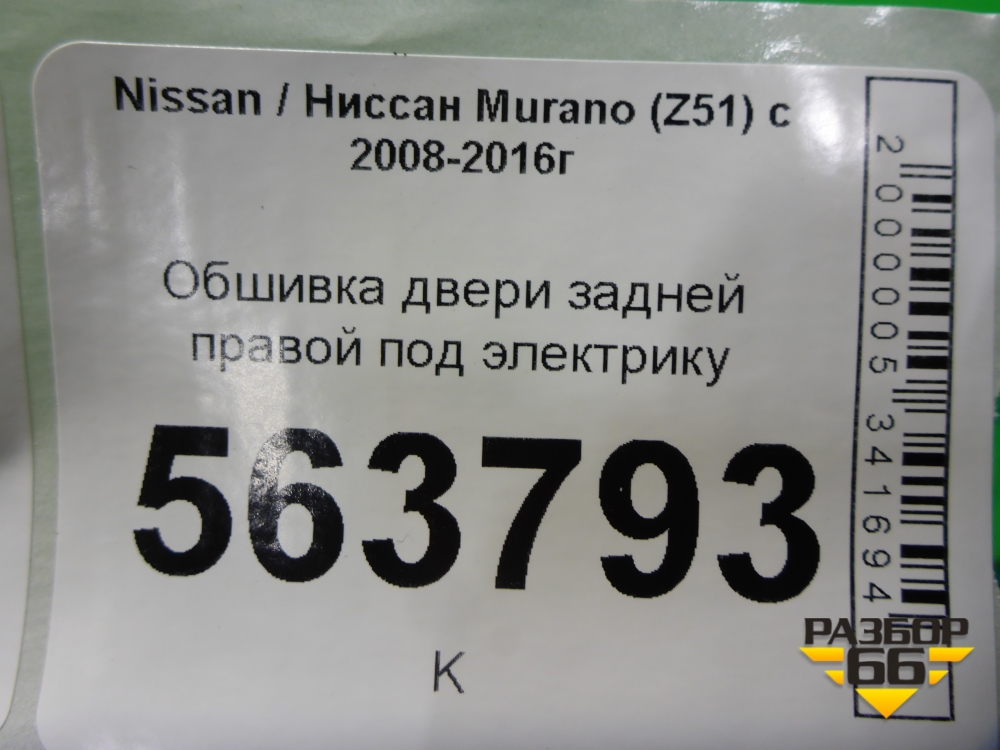 Nissan / Ниссан Murano (Z51) с
2008-2016г
Обшивка двери задней
правой под электрику
563793
К
2000005341694
РАЗБОР
66